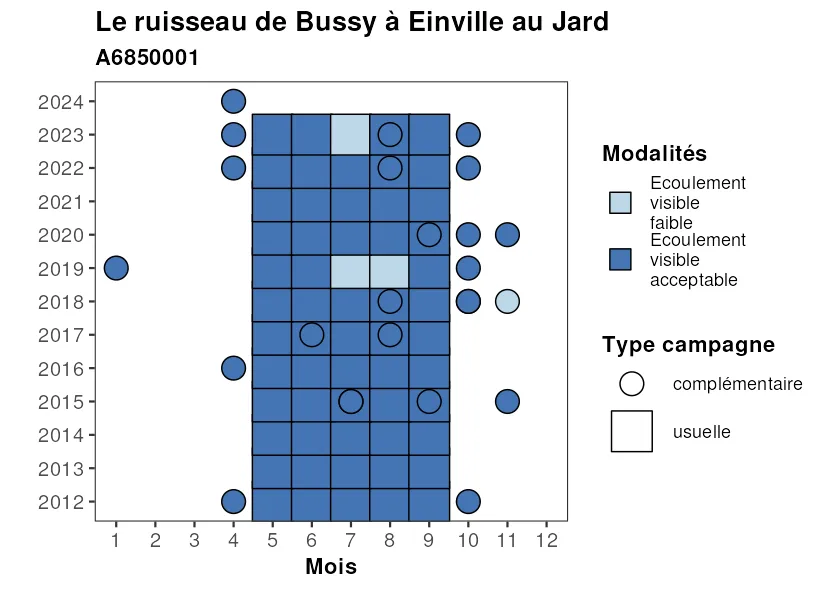 Le ruisseau de Bussy à Einville au Jard
A6850001
2024
2023
2022
2021
2020
2019
2018
2017
2016
2015
2014
2013
2012
1 2 3 4 5 6 7 8 9 10 11 12
Mois
Modalités
Ecoulement
visible
faible
Ecoulement
visible
acceptable
Type campagne
complémentaire
usuelle